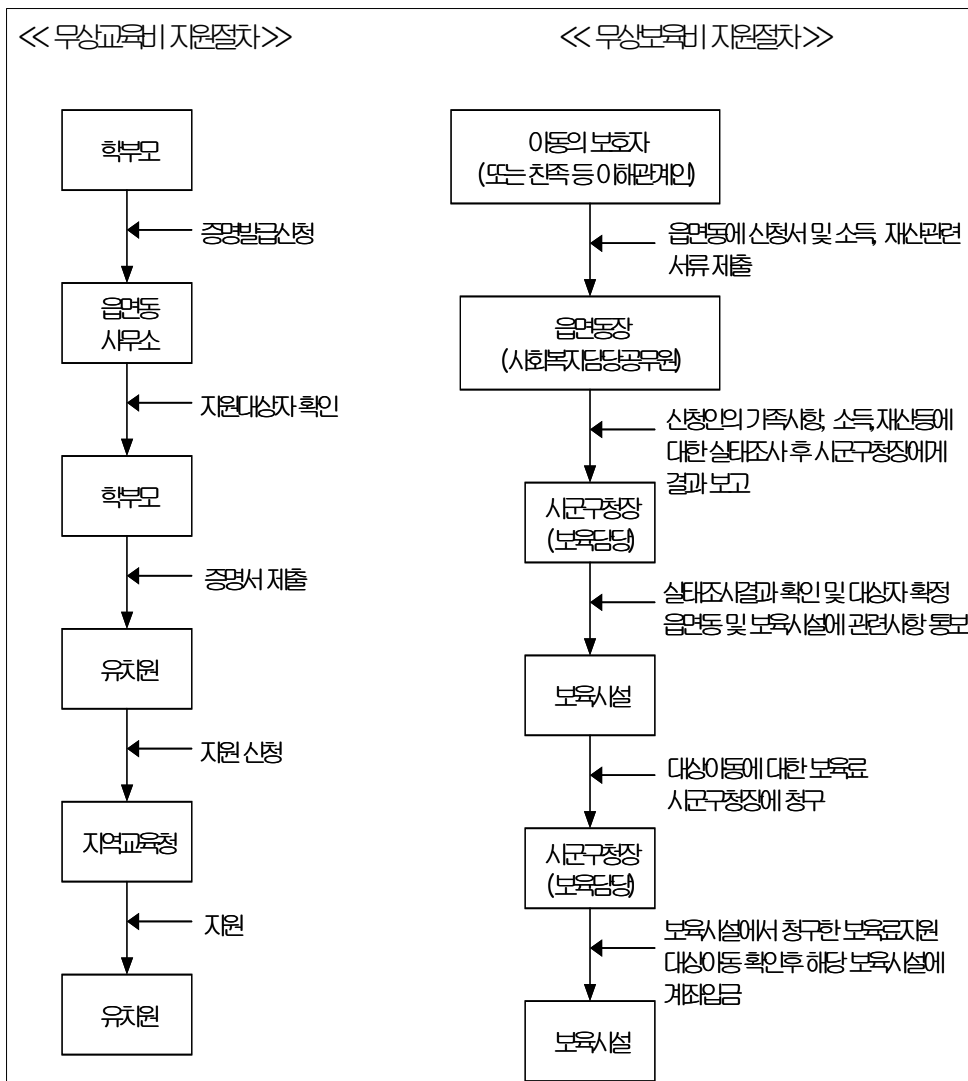 ≪ 무상교육비 지원절차 ≫
학부모
증명발급신청
읍면동
사무소
지원대상자 확인
학부모
증명서 제출
유치원
지원 신청
지역교육청
지원
유치원
≪ 무상보육비 지원절차 ≫
아동의 보호자
(또는 친족 등 이해관계인)
읍면동에 신청서 및 소득, 재산관련
서류 제출
읍면동장
(사회복지담당공무원)
신청인의 가족사항, 소득,재산등에
대한 실태조사 후 시군구청장에게
결과 보고
시군구청장
(보육담당)
실태조사결과 확인 및 대상자 확정
읍면동 및 보육시설에 관련사항 통보
보육시설
대상아동에 대한 보육료
시군구청장에 청구
시군구청장
(보육담당)
보육시설에서 청구한 보육료지원
대상아동 확인후 해당 보육시설에
계좌입금
보육시설